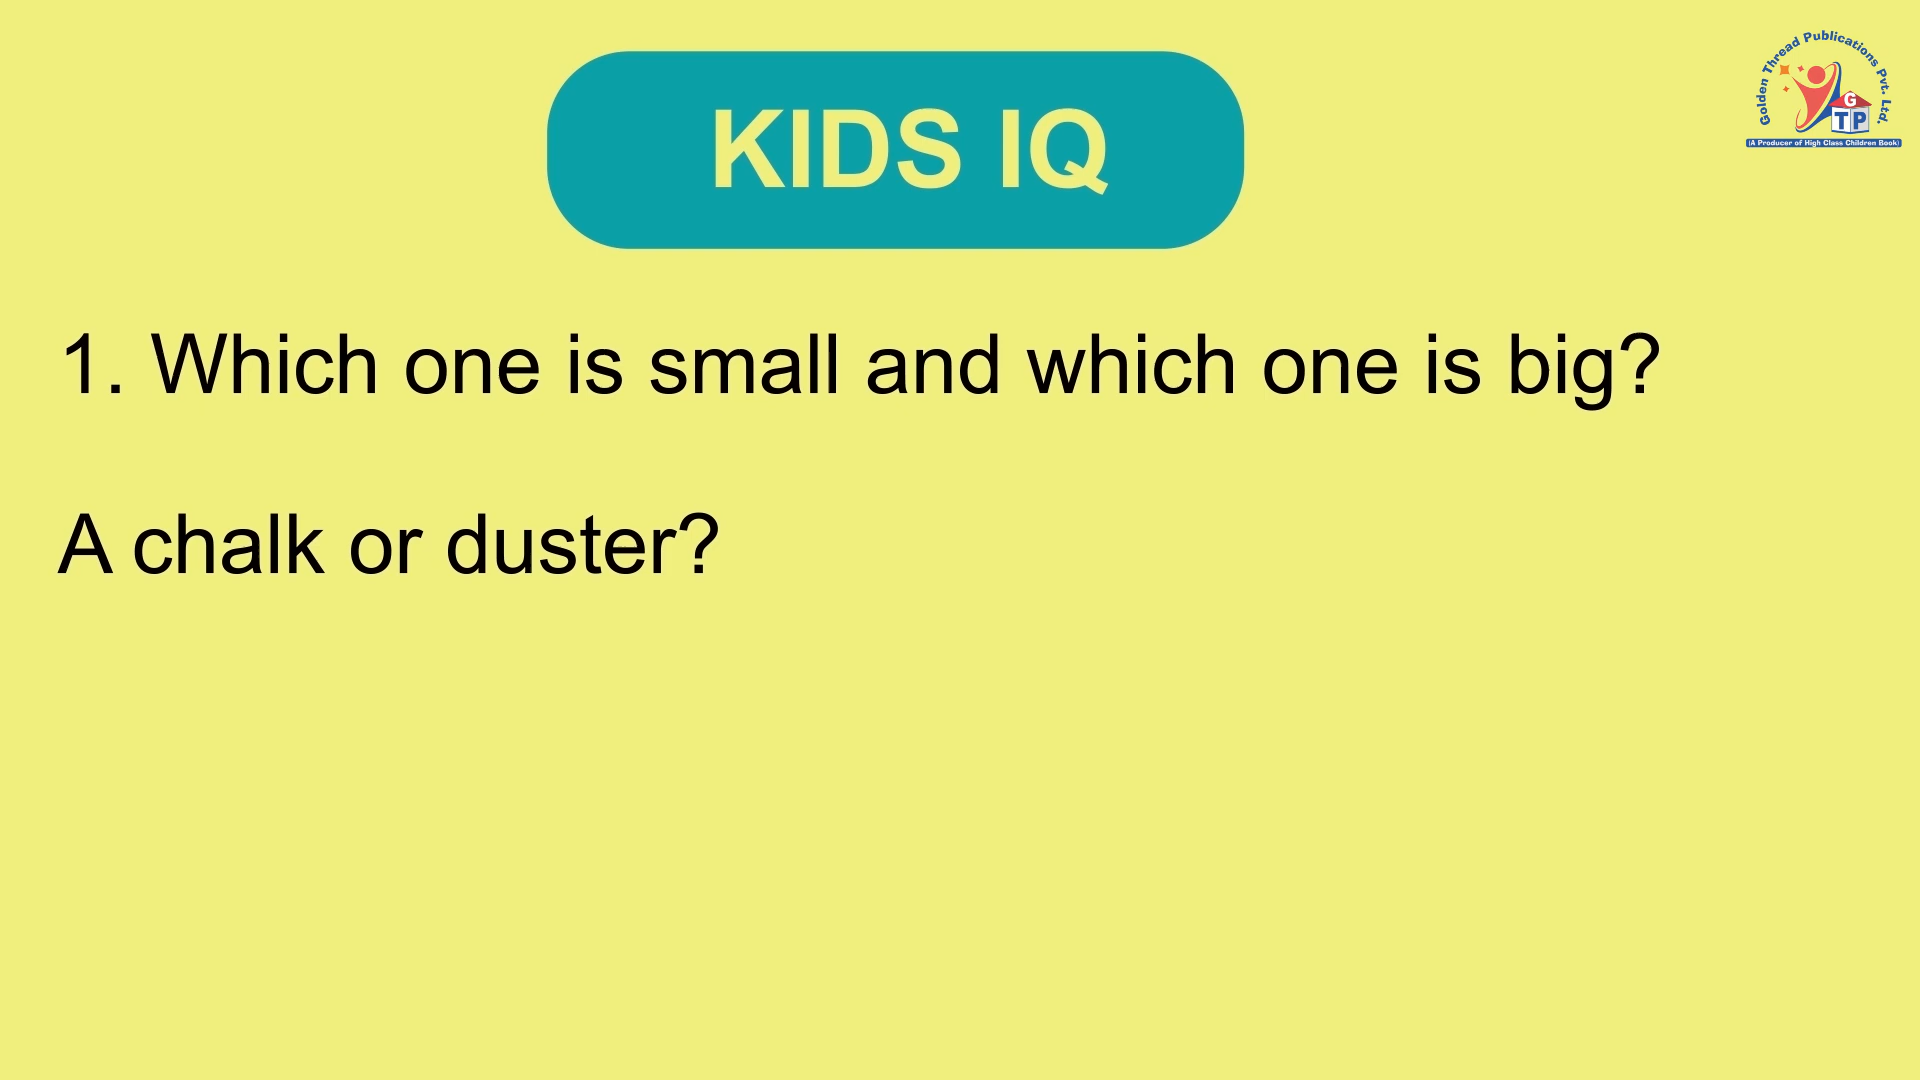 KIDS IQ
Golden Thread Publications Pvt. Ltd.
G
TP
(A Producer of High Class Children Book)
1. Which one is small and which one is big?
A chalk or duster?